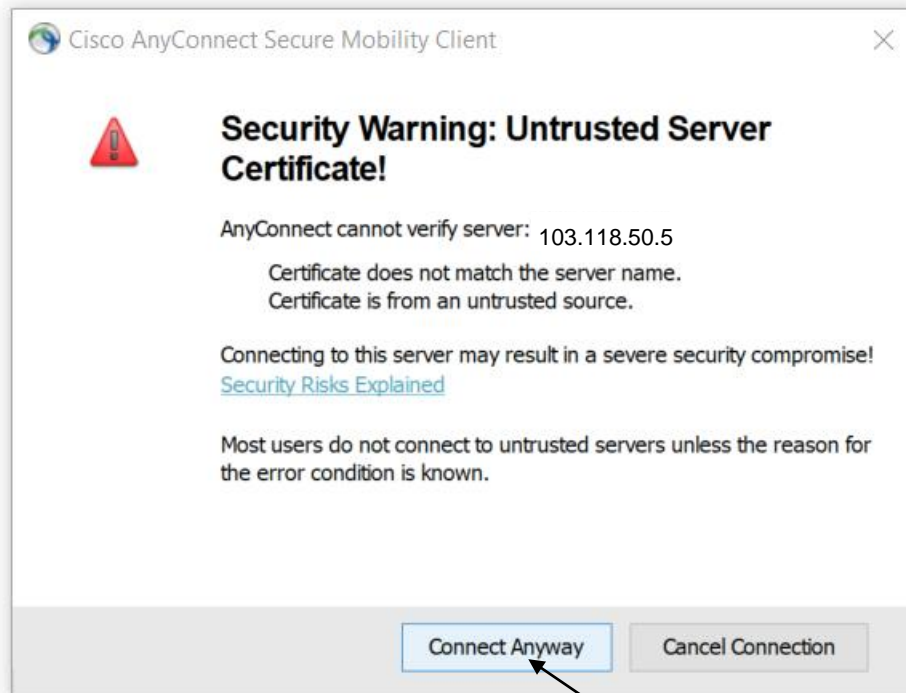 Cisco AnyConnect Secure Mobility Client
Security Warning: Untrusted Server
Certificate!
AnyConnect cannot verify server: 103.118.50.5
Certificate does not match the server name.
Certificate is from an untrusted source.
Connecting to this server may result in a severe security compromise!
Security Risks Explained
Most users do not connect to untrusted servers unless the reason for
the error condition is known.
Connect Anyway Cancel Connection